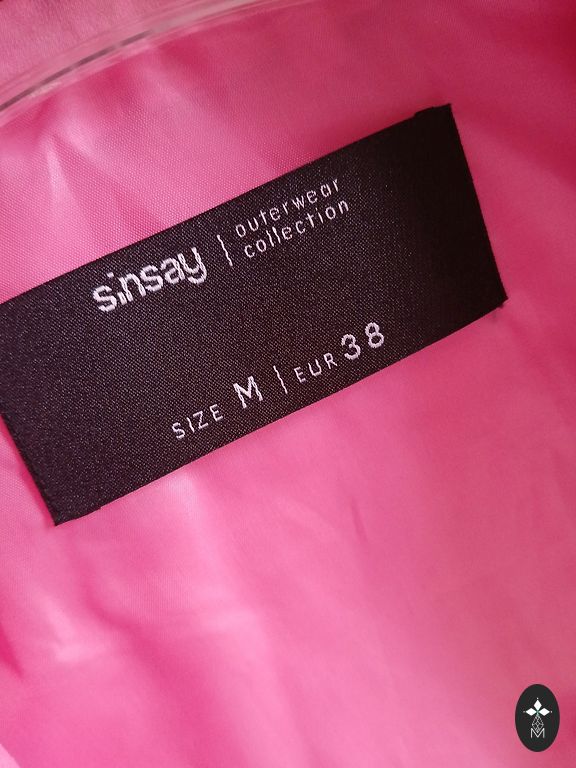 sinsay | outerwear
collection
SIZE M | EUR 38
M